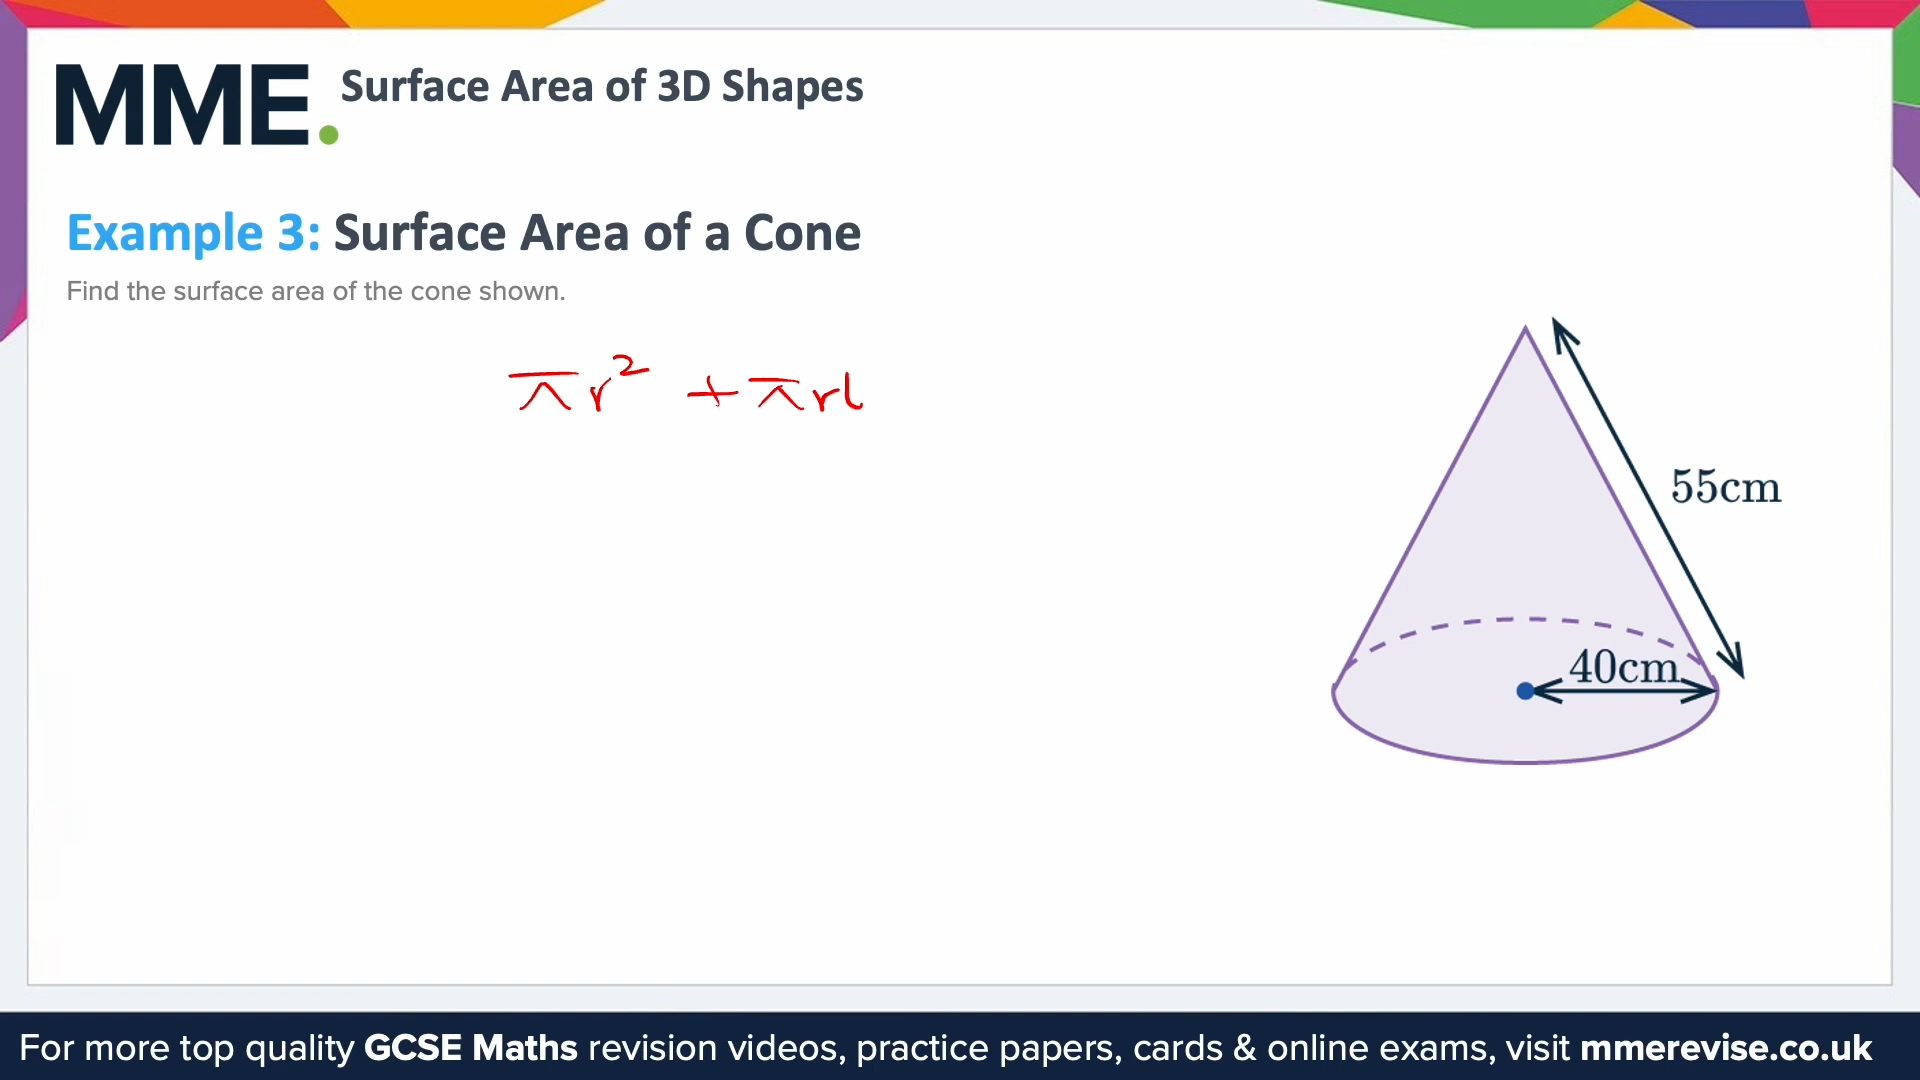 MME.
Surface Area of 3D Shapes
Example 3: Surface Area of a Cone
Find the surface area of the cone shown.
πr² + πrl
55cm
40cm
For more top quality GCSE Maths revision videos, practice papers, cards & online exams, visit mmerevise.co.uk